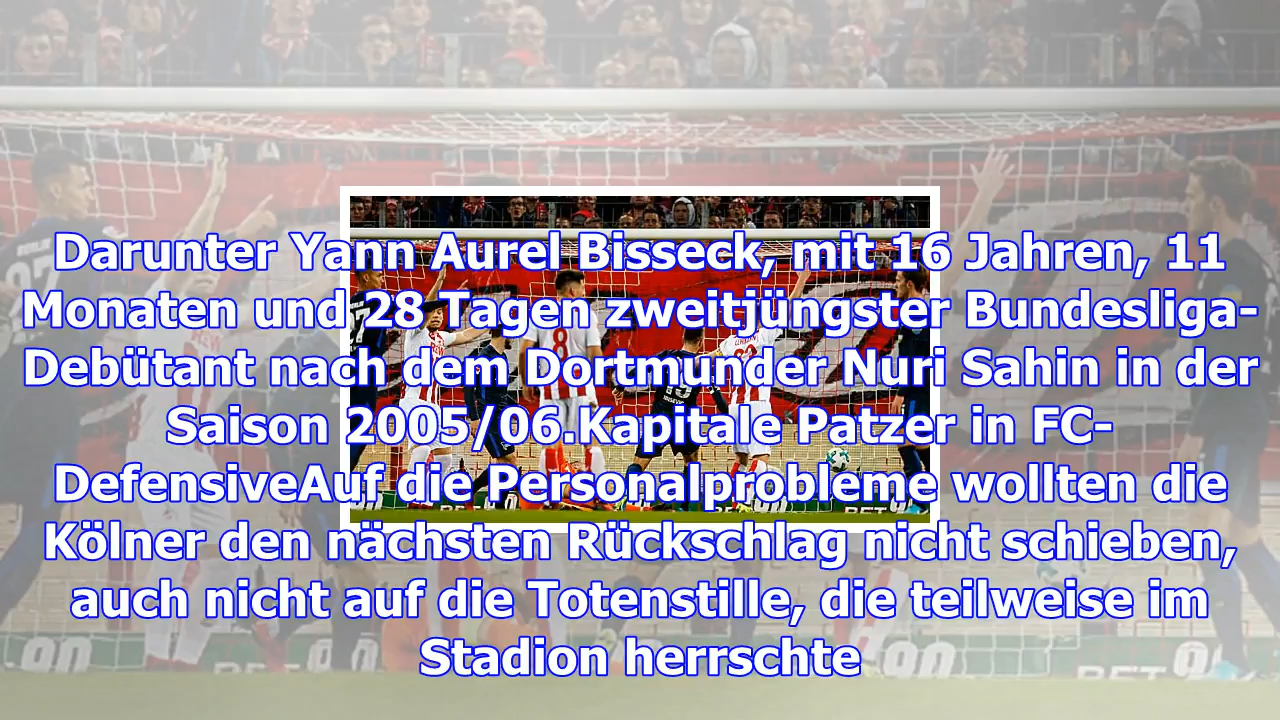 Darunter Yann Aurel Bisseck, mit 16 Jahren, 11
Monaten und 28 Tagen zweitjüngster Bundesliga-
Debütant nach dem Dortmunder Nuri Sahin in der
Saison 2005/06.Kapitale Patzer in FC-
DefensiveAuf die Personalprobleme wollten die
Kölner den nächsten Rückschlag nicht schieben,
auch nicht auf die Totenstille, die teilweise im
Stadion herrschte
8